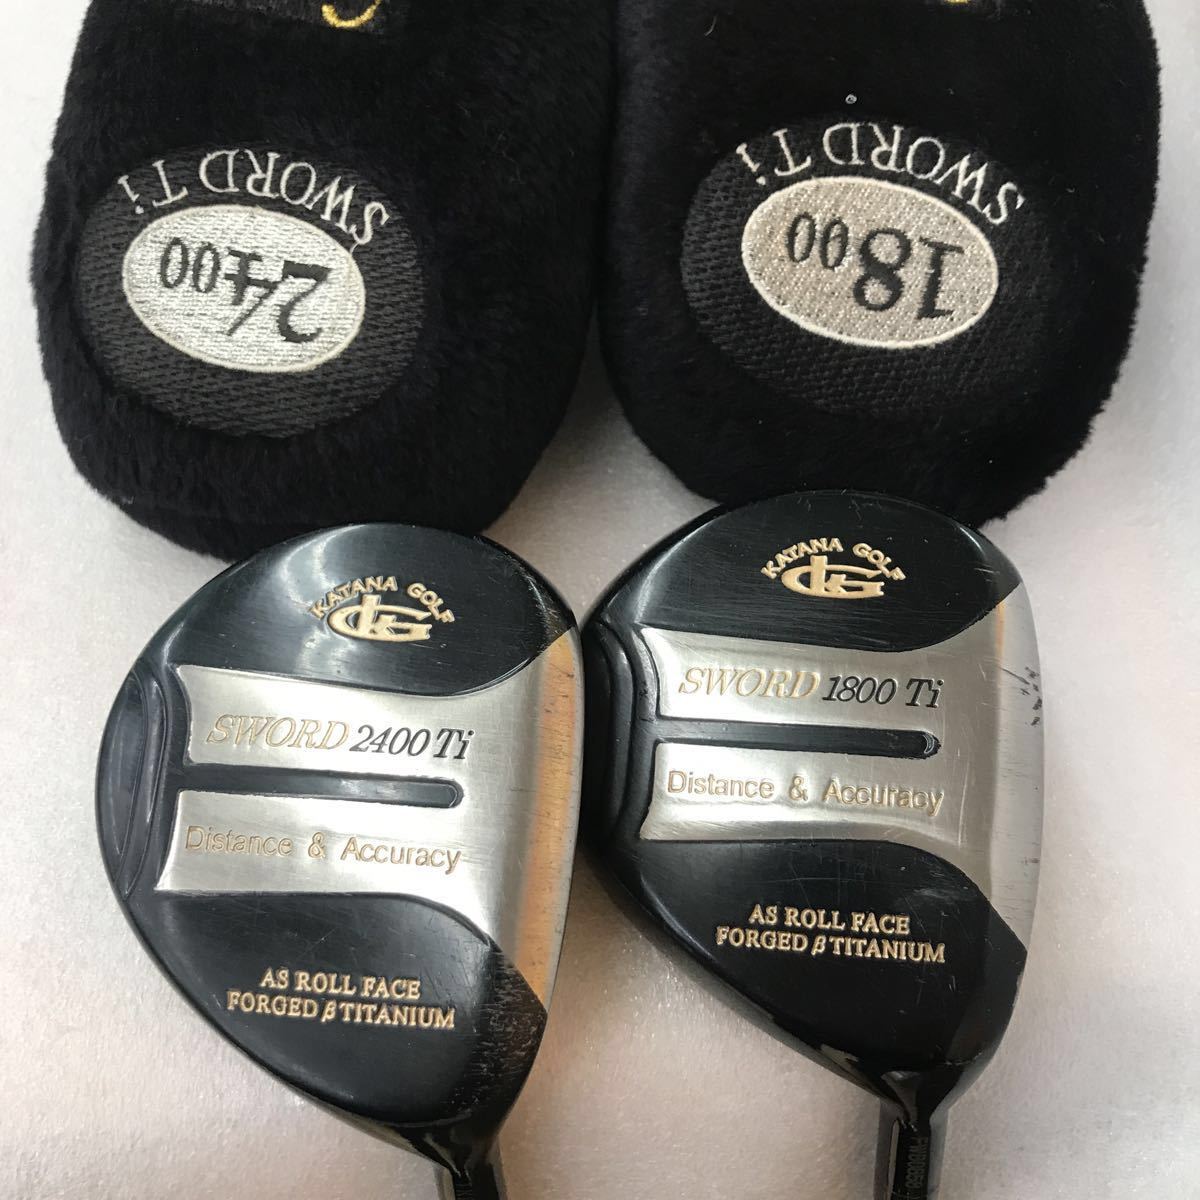 SWORD Ti
2400
SWORD Ti
1800
KATANA GOLF
SWORD 2400 Ti
Distance & Accuracy
AS ROLL FACE
FORGED β TITANIUM
KATANA GOLF
SWORD 1800 Ti
Distance & Accuracy
AS ROLL FACE
FORGED β TITANIUM